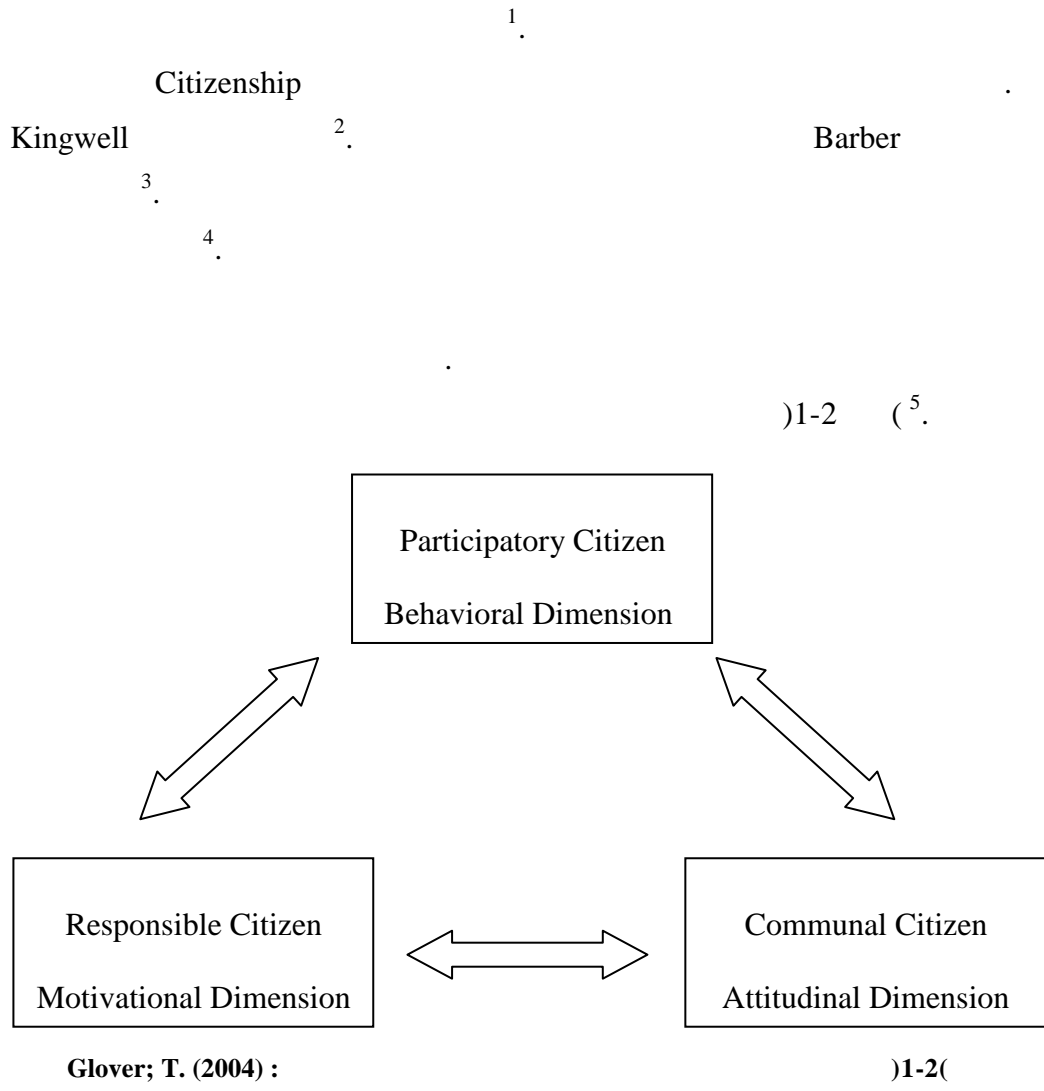 1.
Citizenship .
Kingwell 2. Barber
3.
4.
.
)1-2 ( 5.
Participatory Citizen
Behavioral Dimension
Responsible Citizen
Motivational Dimension
Communal Citizen
Attitudinal Dimension
Glover; T. (2004) : )1-2(